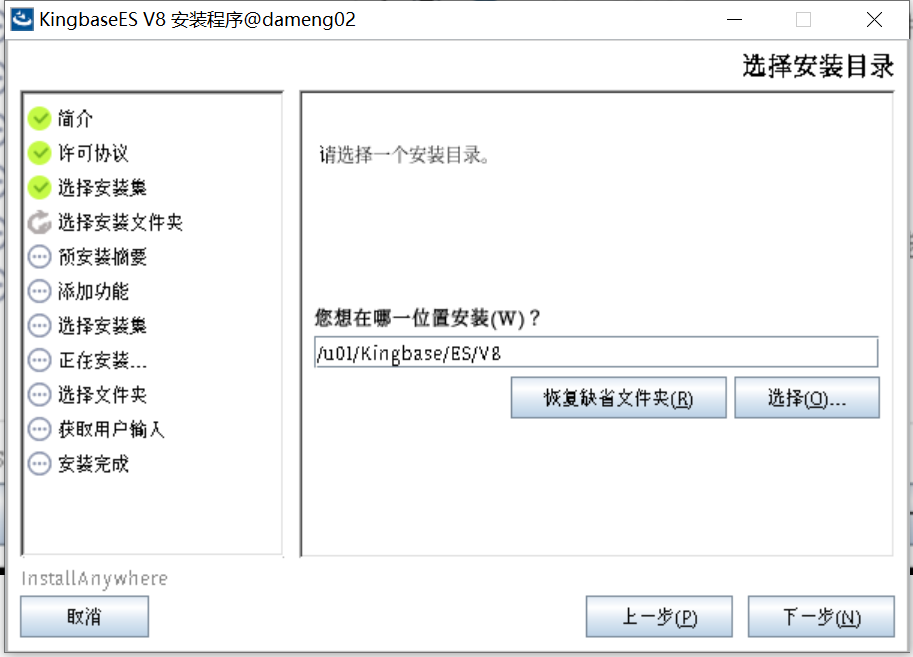 KingbaseES V8 安装程序@dameng02
选择安装目录
简介
许可协议
选择安装集
选择安装文件夹
预安装摘要
添加功能
选择安装集
正在安装...
选择文件夹
获取用户输入
安装完成
请选择一个安装目录。
您想在哪一位置安装(W)？
/u01/Kingbase/ES/V8
恢复缺省文件夹(R)
选择(O)...
InstallAnywhere
取消
上一步(P)
下一步(N)